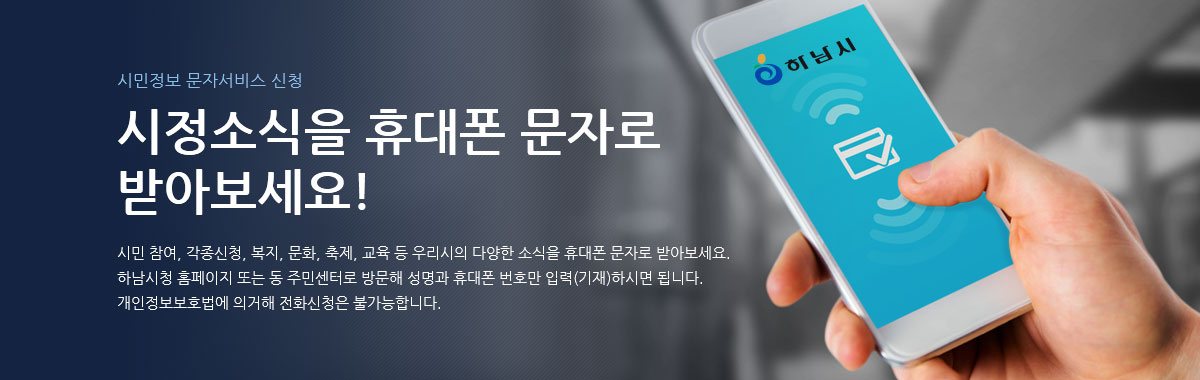 시민정보 문자서비스 신청
시정소식을 휴대폰 문자로
받아보세요!
시민 참여, 각종신청, 복지, 문화, 축제, 교육 등 우리시의 다양한 소식을 휴대폰 문자로 받아보세요.
하남시청 홈페이지 또는 동 주민센터로 방문해 성명과 휴대폰 번호만 입력(기재)하시면 됩니다.
개인정보보호법에 의거해 전화신청은 불가능합니다.
하남시